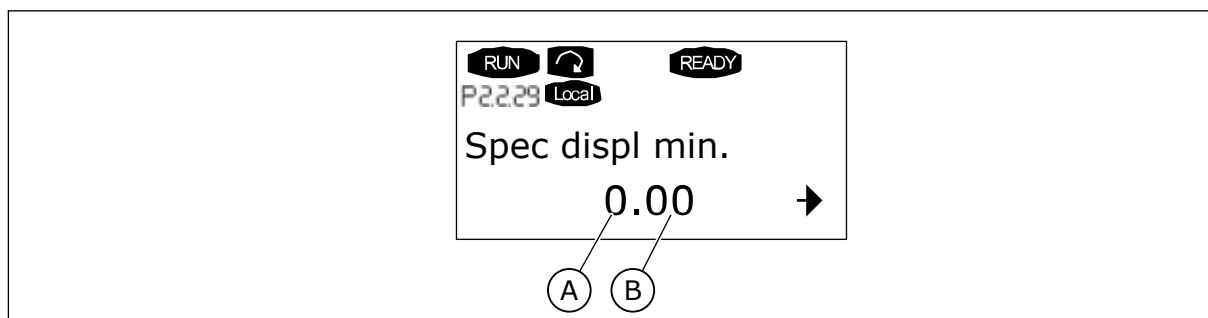 RUN READY
P2.2.29 Local
Spec displ min.
0.00
A B